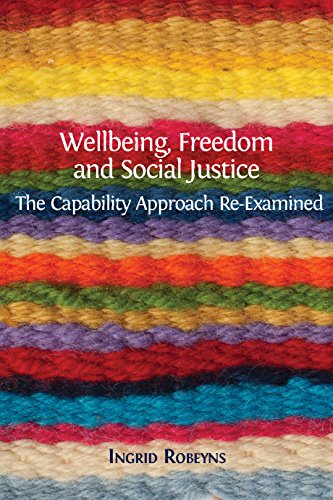 Wellbeing, Freedom
and Social Justice
The Capability Approach Re-Examined
INGRID ROBEYNS